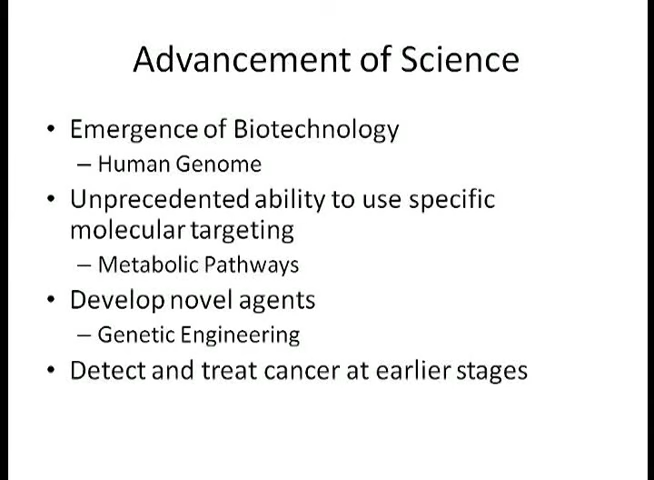 Advancement of Science
• Emergence of Biotechnology
– Human Genome
• Unprecedented ability to use specific
molecular targeting
– Metabolic Pathways
• Develop novel agents
– Genetic Engineering
• Detect and treat cancer at earlier stages